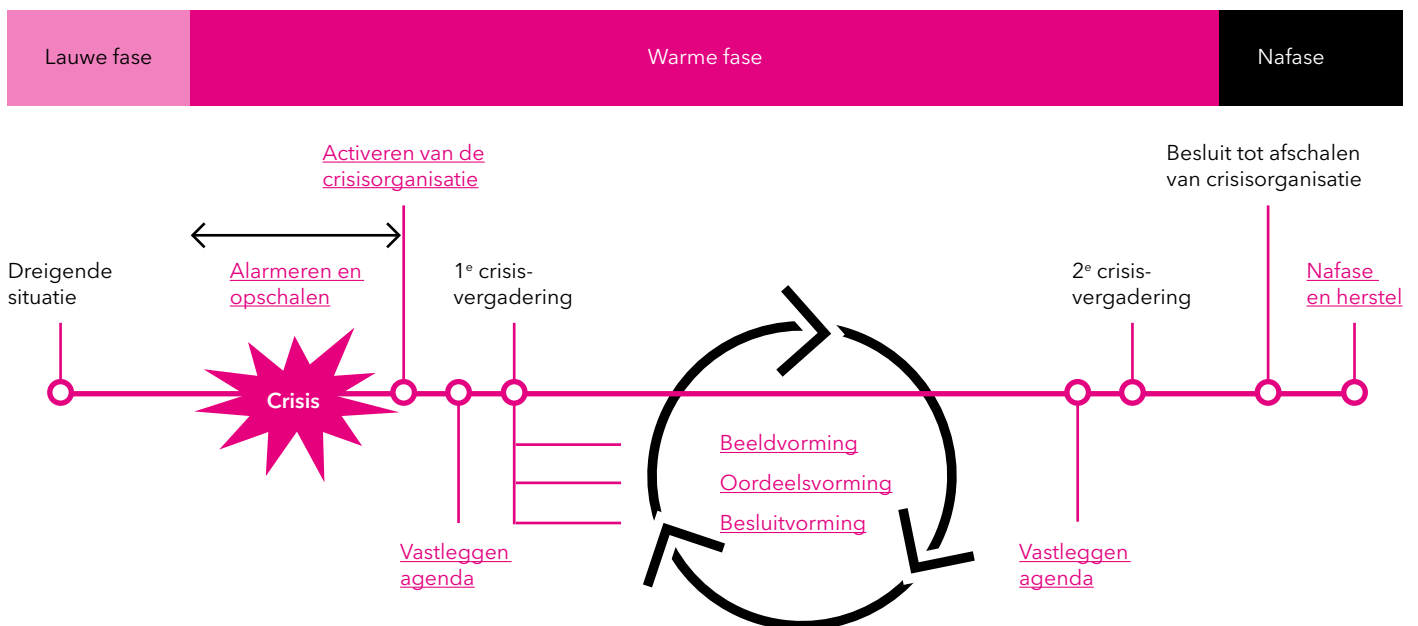 Lauwe fase
Warme fase
Nafase
Activeren van de
crisisorganisatie
Besluit tot afschalen
van crisisorganisatie
Dreigende
situatie
Alarmeren en
opschalen
1e crisis-
vergadering
2e crisis-
vergadering
Nafase
en herstel
Crisis
Beeldvorming
Oordeelsvorming
Besluitvorming
Vastleggen
agenda
Vastleggen
agenda